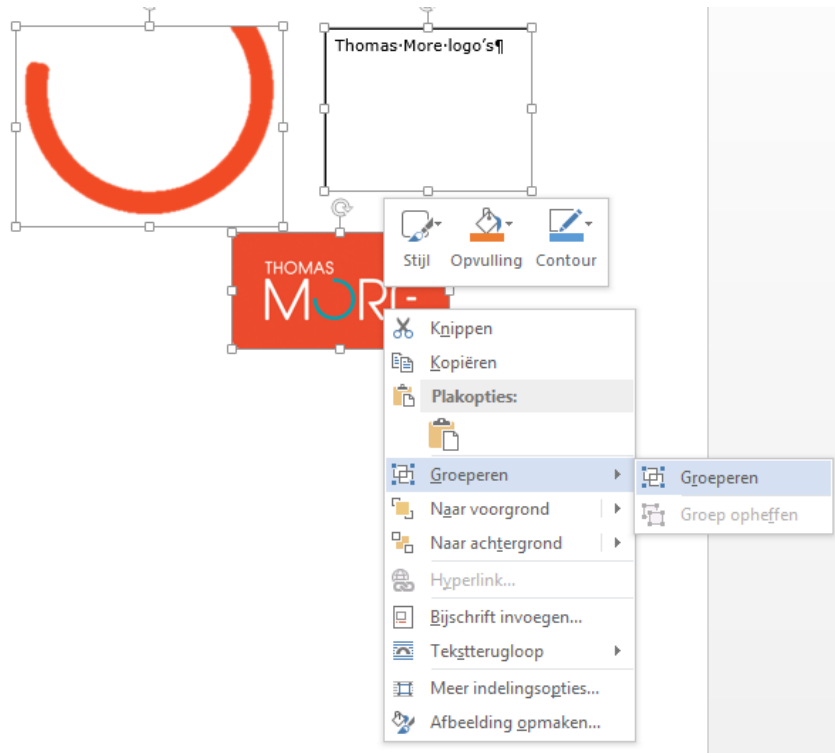 Thomas·More·logo's¶
Stijl Opvulling Contour
THOMAS
MORE
Knippen
Kopiëren
Plakopties:
Groeperen
Groeperen
Naar voorgrond
Groep opheffen
Naar achtergrond
Hyperlink...
Bijschrift invoegen...
Tekstterugloop
Meer indelingsopties...
Afbeelding opmaken...